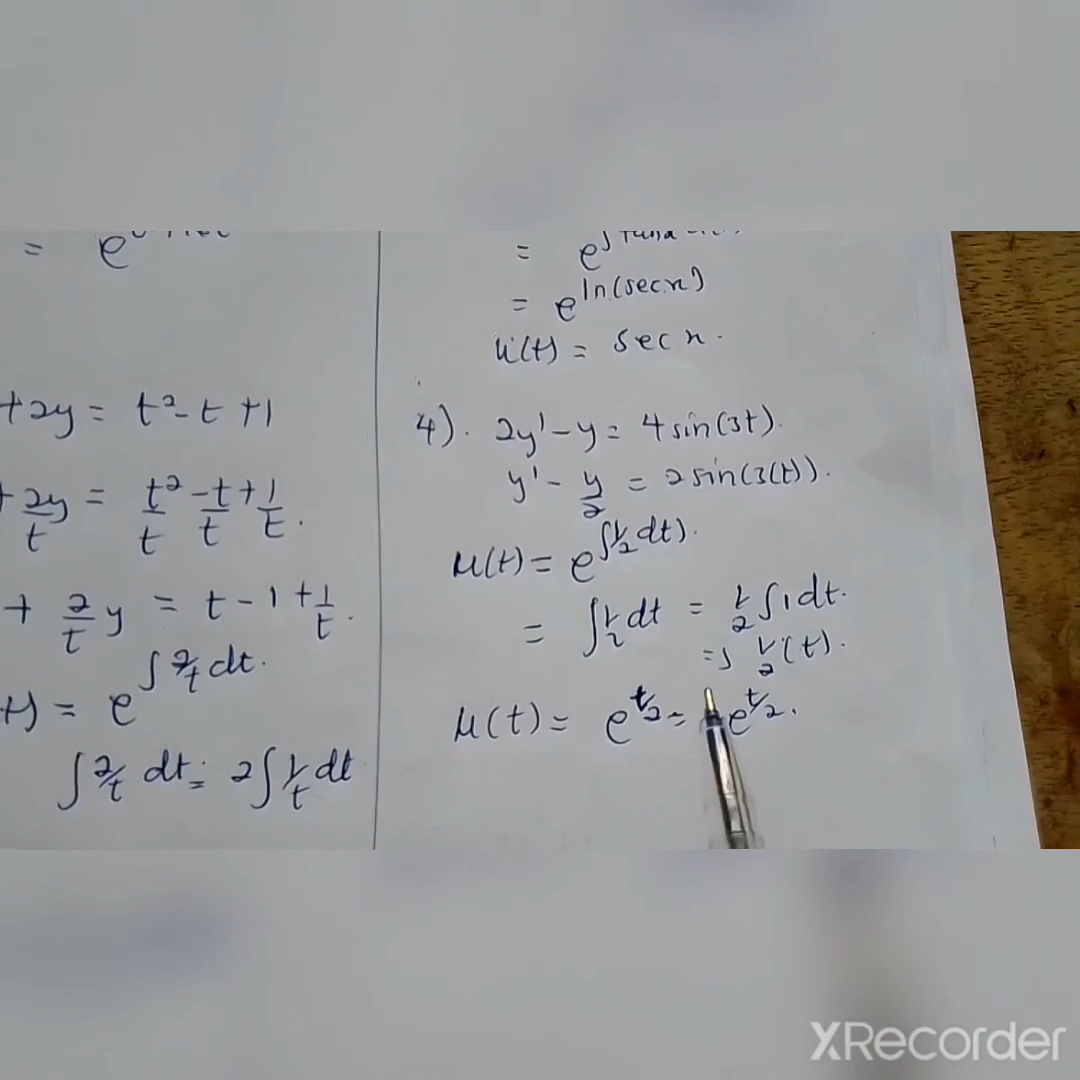 = e
+2y = t² - t + 1
+ 2y/t = t²/t - t/t + 1/t.
+ 2/t y = t - 1 + 1/t.
t) = e^∫2/t dt.
∫2/t dt = 2∫1/t dt
= e^∫tanx
= e^ln(secx)
u(t) = sec x.
4). 2y' - y = 4 sin(3t).
y' - y/2 = 2 sin(3(t)).
μ(t) = e^∫1/2 dt).
= ∫1/2 dt = 1/2 ∫1 dt.
=> 1/2 (t).
μ(t) = e^t/2 = e^t/2.
XRecorder